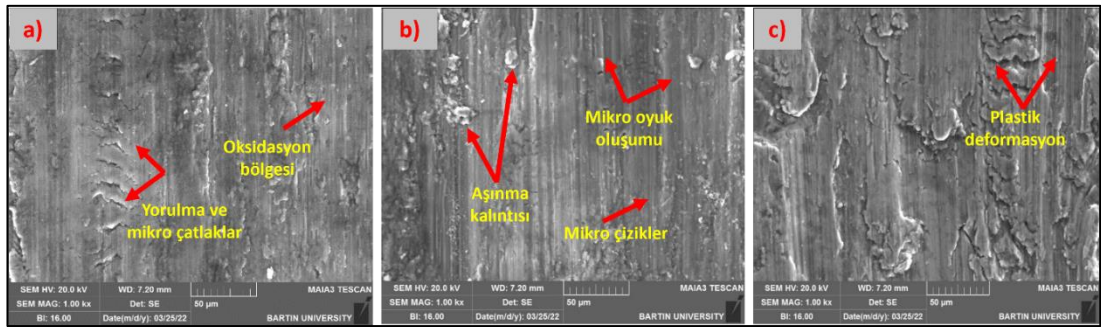 a)
Oksidasyon
bölgesi
Yorulma ve
mikro çatlaklar
SEM HV: 20.0 kV WD: 7.20 mm MAIA3 TESCAN
SEM MAG: 1.00 kx Det: SE 50 µm
BI: 16.00 Date(m/d/y): 03/25/22 BARTIN UNIVERSITY
b)
Mikro oyuk
oluşumu
Aşınma
kalıntısı
Mikro çizikler
SEM HV: 20.0 kV WD: 7.20 mm MAIA3 TESCAN
SEM MAG: 1.00 kx Det: SE 50 µm
BI: 16.00 Date(m/d/y): 03/25/22 BARTIN UNIVERSITY
c)
Plastik
deformasyon
SEM HV: 20.0 kV WD: 7.20 mm MAIA3 TESCAN
SEM MAG: 1.00 kx Det: SE 50 µm
BI: 16.00 Date(m/d/y): 03/25/22 BARTIN UNIVERSITY